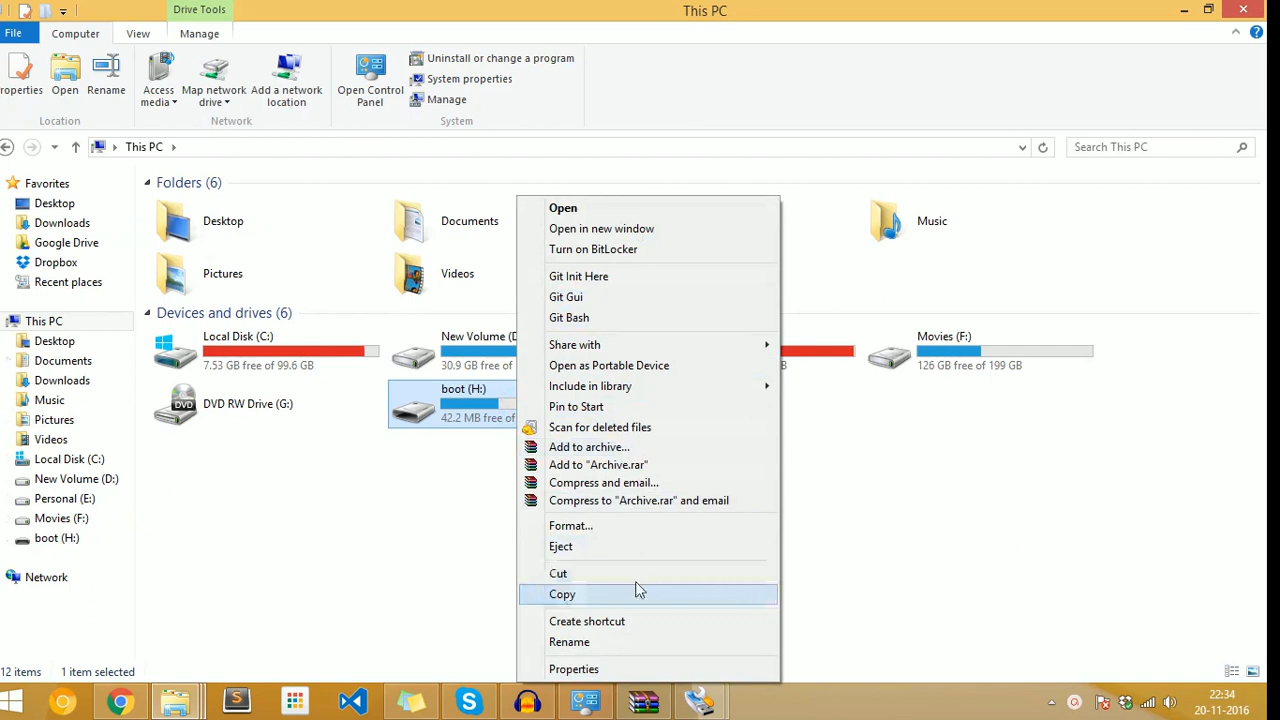 Drive Tools
This PC
File
Computer
View
Manage
Open
Rename
Access media
Map network drive
Add a network location
Open Control Panel
Uninstall or change a program
System properties
Manage
Location
Network
System
This PC
Search This PC
Favorites
Desktop
Downloads
Google Drive
Dropbox
Recent places
This PC
Desktop
Documents
Downloads
Music
Pictures
Videos
Local Disk (C:)
New Volume (D:)
Personal (E:)
Movies (F:)
boot (H:)
Network
Folders (6)
Desktop
Documents
Music
Pictures
Videos
Devices and drives (6)
Local Disk (C:)
7.53 GB free of 99.6 GB
New Volume (D
30.9 GB free of
B
Movies (F:)
126 GB free of 199 GB
DVD RW Drive (G:)
DVD
boot (H:)
42.2 MB free of
Open
Open in new window
Turn on BitLocker
Git Init Here
Git Gui
Git Bash
Share with
Open as Portable Device
Include in library
Pin to Start
Scan for deleted files
Add to archive...
Add to "Archive.rar"
Compress and email...
Compress to "Archive.rar" and email
Format...
Eject
Cut
Copy
Create shortcut
Rename
Properties
12 items
1 item selected
22:34
20-11-2016